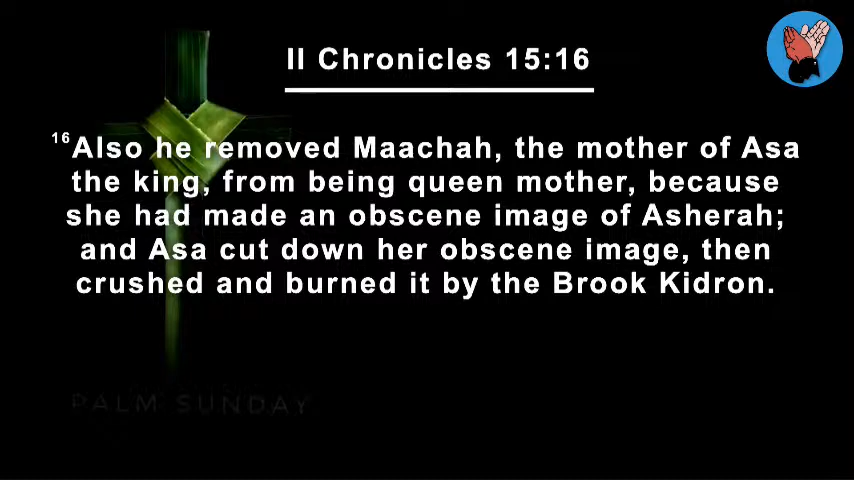 II Chronicles 15:16
16Also he removed Maachah, the mother of Asa
the king, from being queen mother, because
she had made an obscene image of Asherah;
and Asa cut down her obscene image, then
crushed and burned it by the Brook Kidron.
PALM SUNDAY